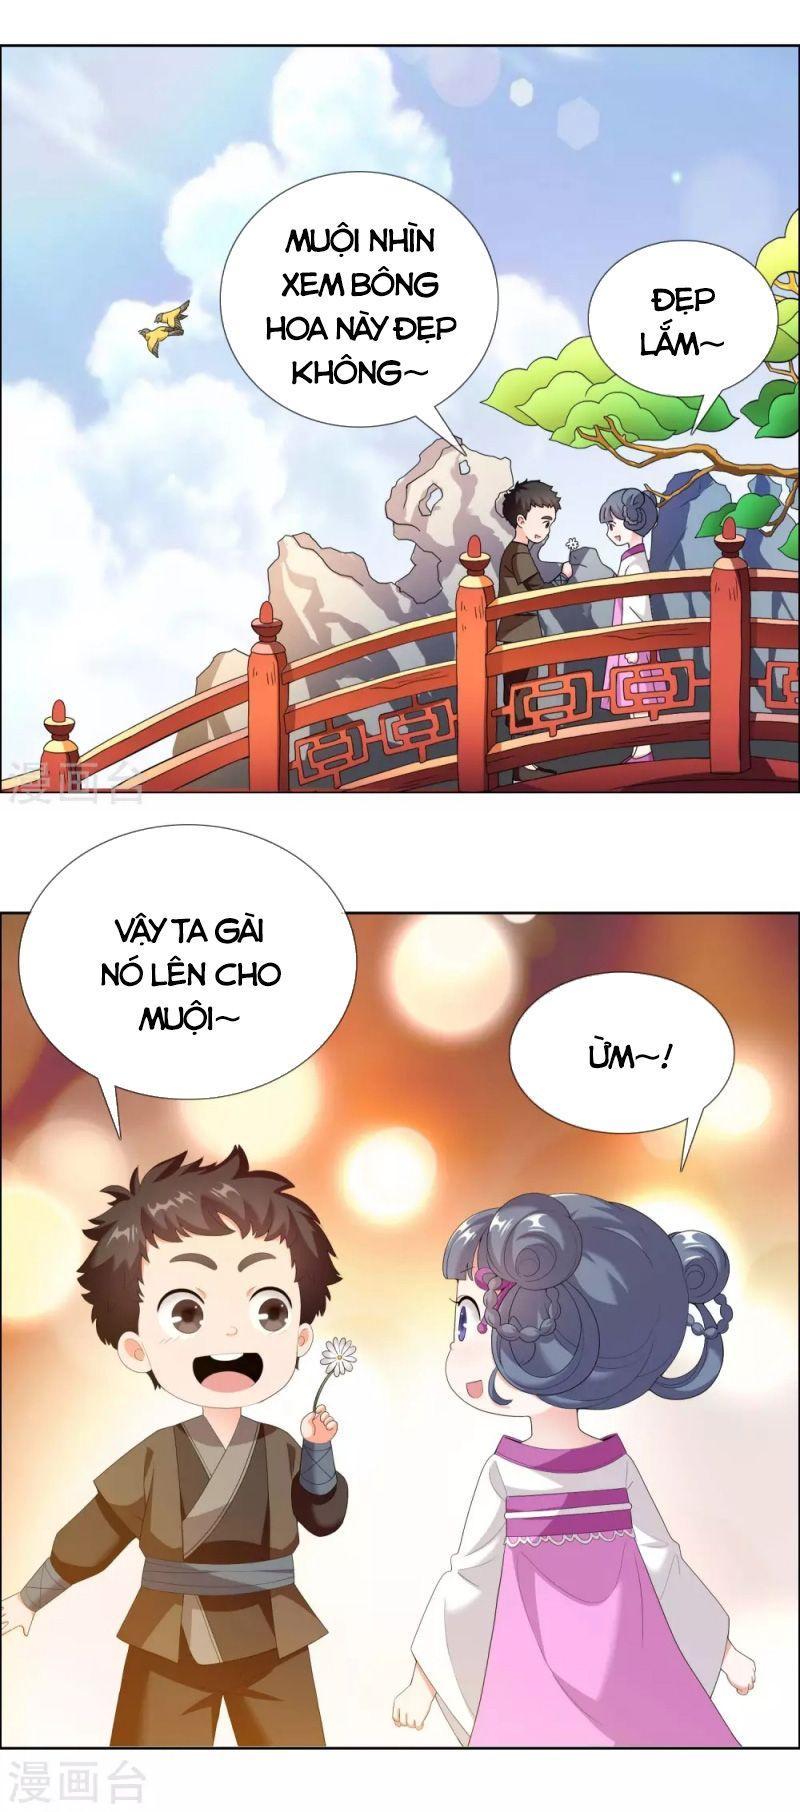 MUỘI NHÌN
XEM BÔNG
HOA NÀY ĐẸP
KHÔNG~
ĐẸP
LẮM~
漫画台
VẬY TA GÀI
NÓ LÊN CHO
MUỘI~
ỪM~!
漫画台